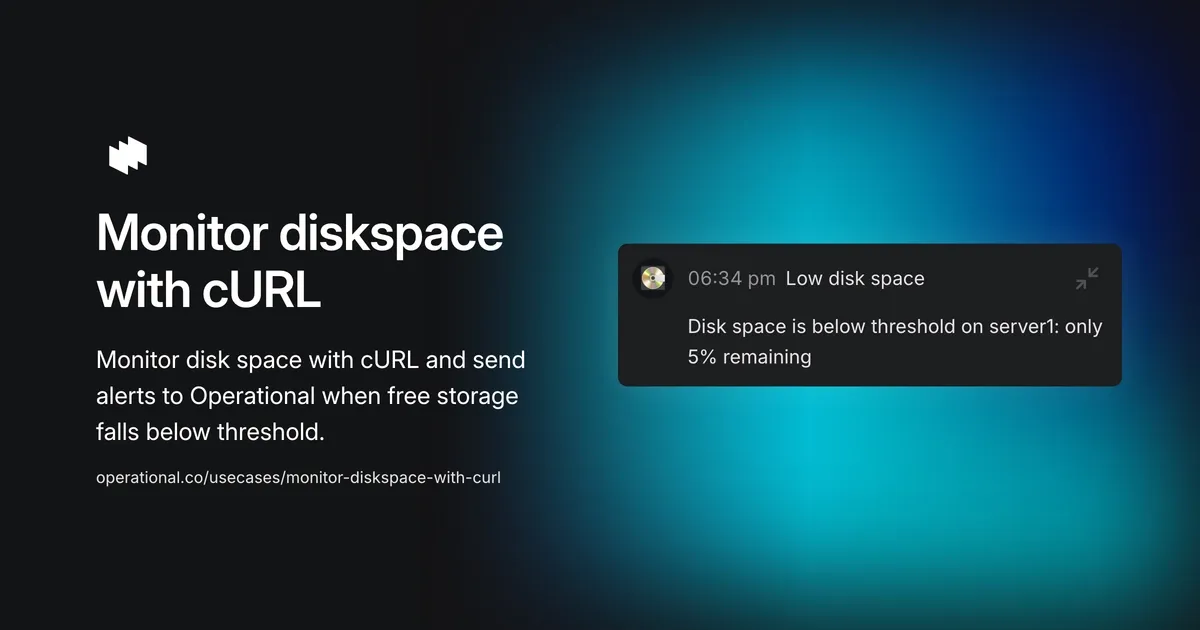 Monitor diskspace
with cURL
Monitor disk space with cURL and send
alerts to Operational when free storage
falls below threshold.
operational.co/usecases/monitor-diskspace-with-curl
06:34 pm Low disk space
Disk space is below threshold on server1: only
5% remaining